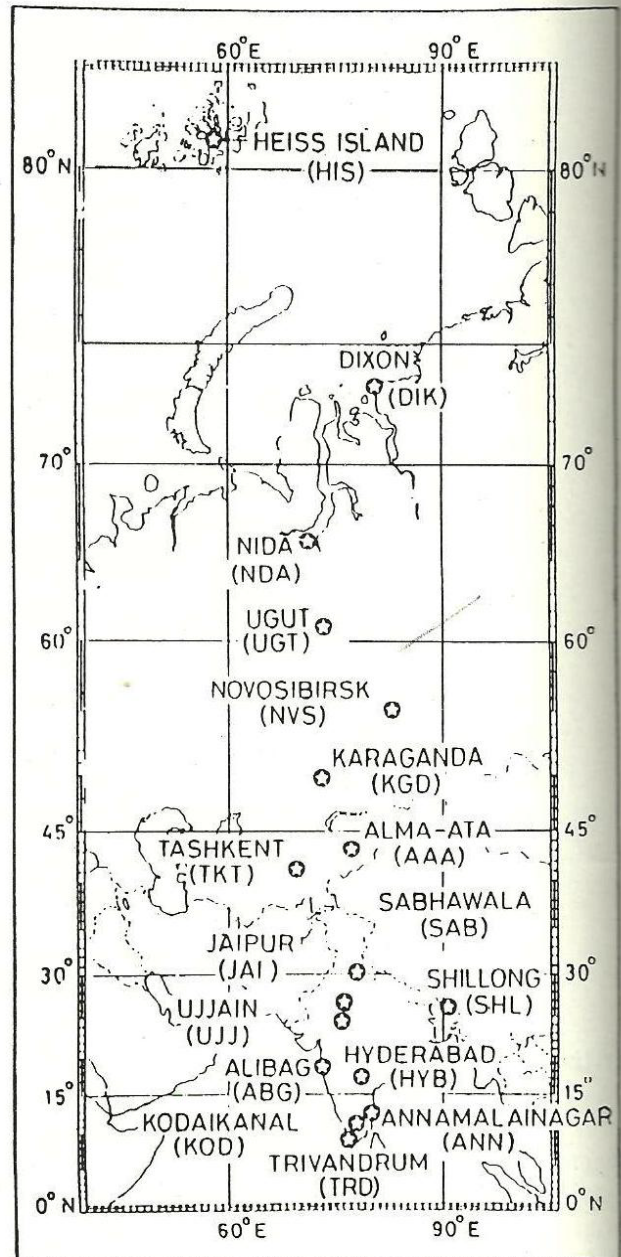 60°E 90°E
HEISS ISLAND
(HIS)
80°N 80°N
DIXON
(DIK)
70° 70°
NIDA
(NDA)
UGUT
(UGT)
60° 60°
NOVOSIBIRSK
(NVS)
KARAGANDA
(KGD)
45° 45°
ALMA-ATA
(AAA)
TASHKENT
(TKT)
SABHAWALA
(SAB)
JAIPUR
(JAI)
30° 30°
SHILLONG
(SHL)
UJJAIN
(UJJ)
HYDERABAD
(HYB)
ALIBAG
(ABG)
15° 15°
KODAIKANAL
(KOD)
ANNAMALAINAGAR
(ANN)
TRIVANDRUM
(TRD)
0°N 0°N
60°E 90°E